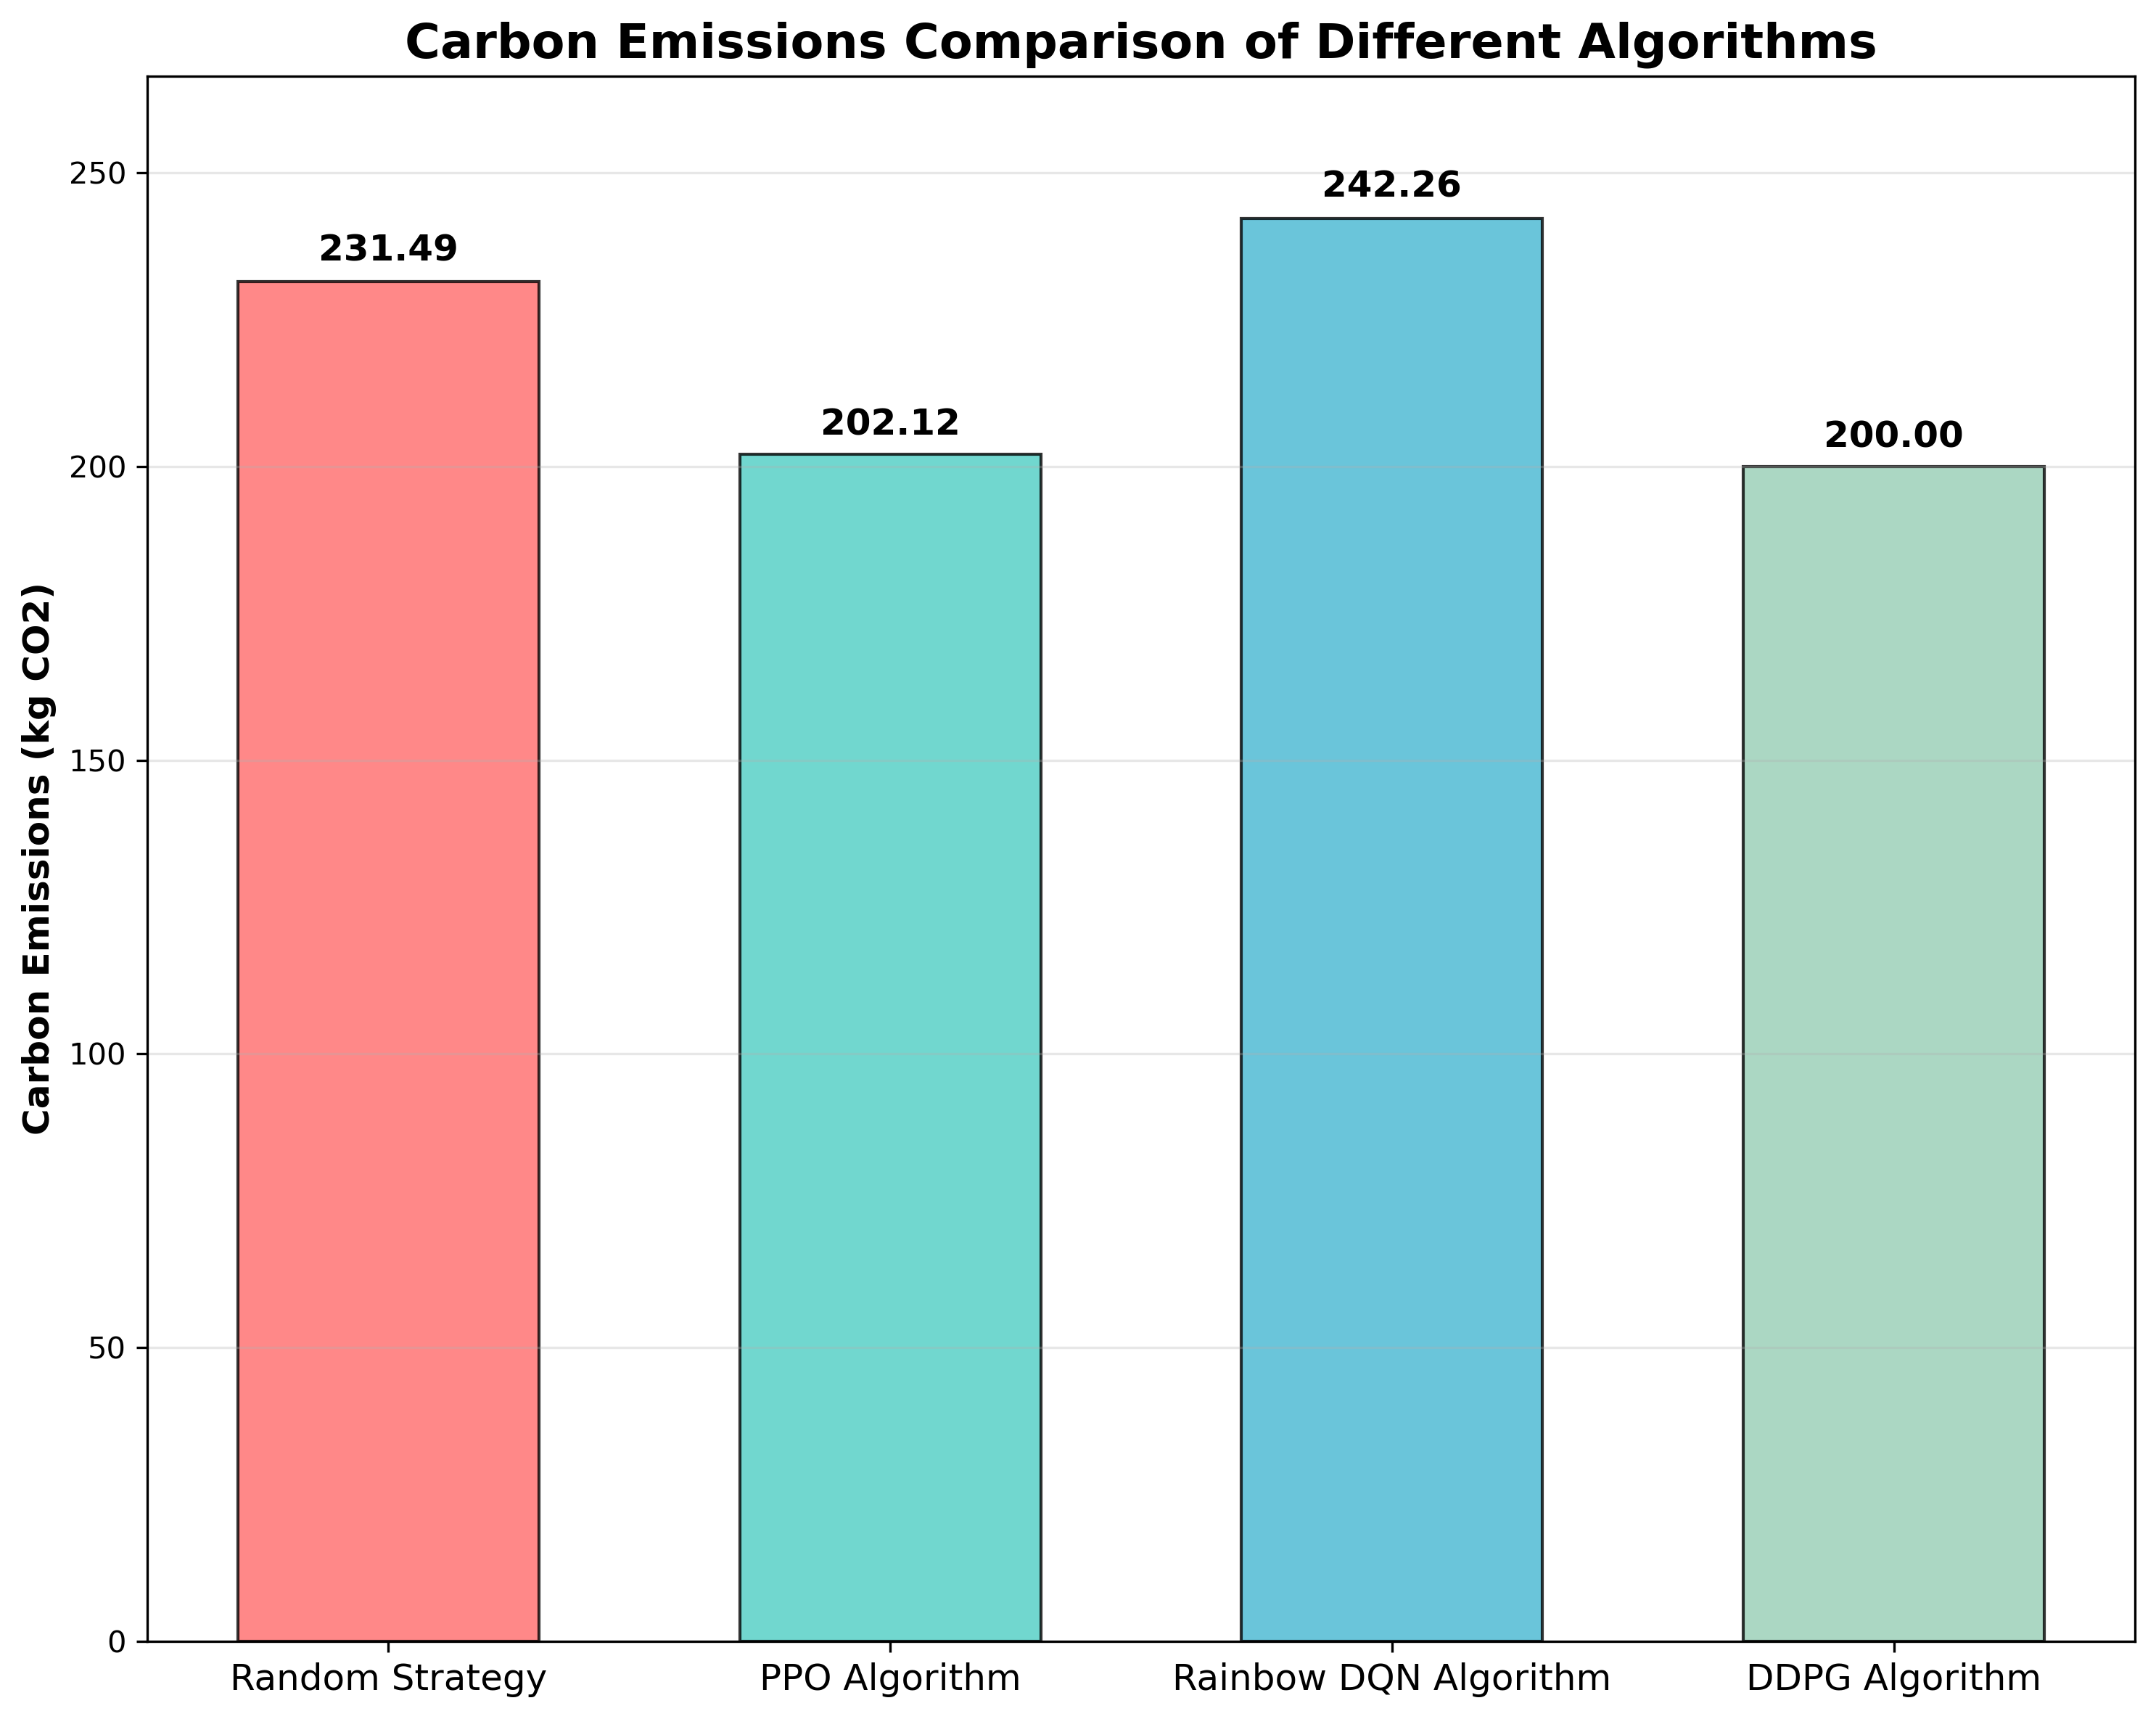 Carbon Emissions Comparison of Different Algorithms
Carbon Emissions (kg CO2)
250
200
150
100
50
0
231.49
202.12
242.26
200.00
Random Strategy
PPO Algorithm
Rainbow DQN Algorithm
DDPG Algorithm